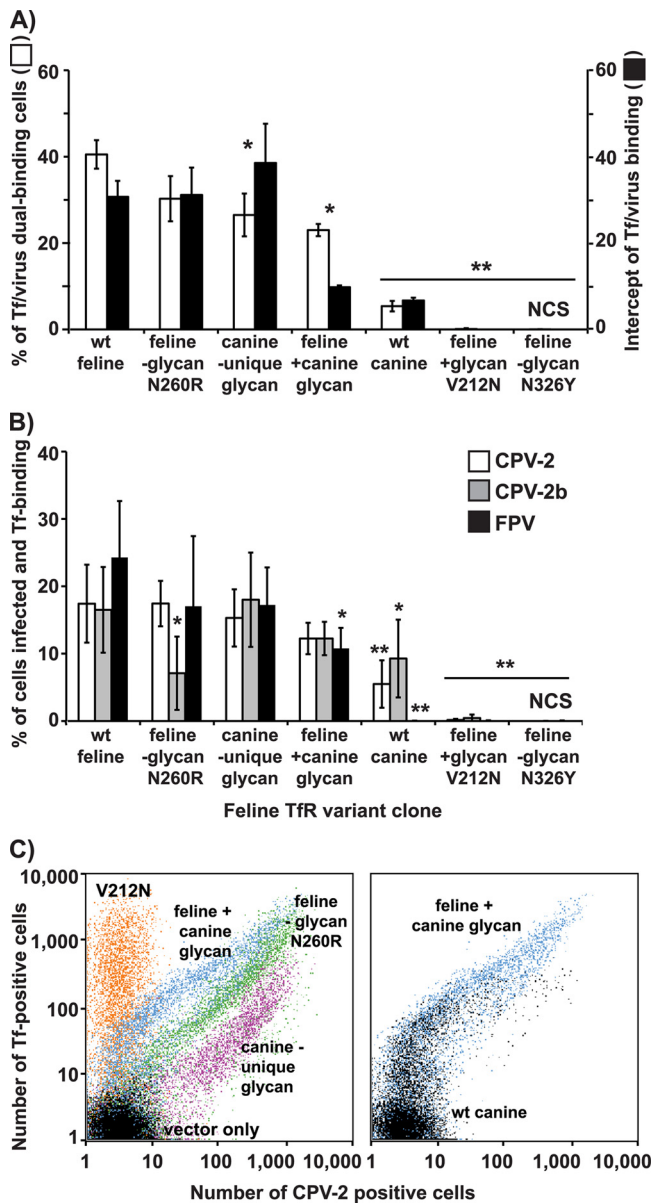 A)
% of Tf/virus dual-binding cells ( )
60
40
20
0
60
40
20
0
Intercept of Tf/virus binding ( )
*
*
**
NCS
wt feline
feline -glycan N260R
canine -unique glycan
feline +canine glycan
wt canine
feline +glycan V212N
feline -glycan N326Y
B)
% of cells infected and Tf-binding
40
30
20
10
0
CPV-2
CPV-2b
FPV
*
*
**
*
**
**
NCS
wt feline
feline -glycan N260R
canine -unique glycan
feline +canine glycan
wt canine
feline +glycan V212N
feline -glycan N326Y
Feline TfR variant clone
C)
Number of Tf-positive cells
10,000
1,000
100
10
1
V212N
feline + canine glycan
feline - glycan N260R
canine - unique glycan
vector only
1 10 100 1,000 10,000
feline + canine glycan
wt canine
1 10 100 1,000 10,000
Number of CPV-2 positive cells